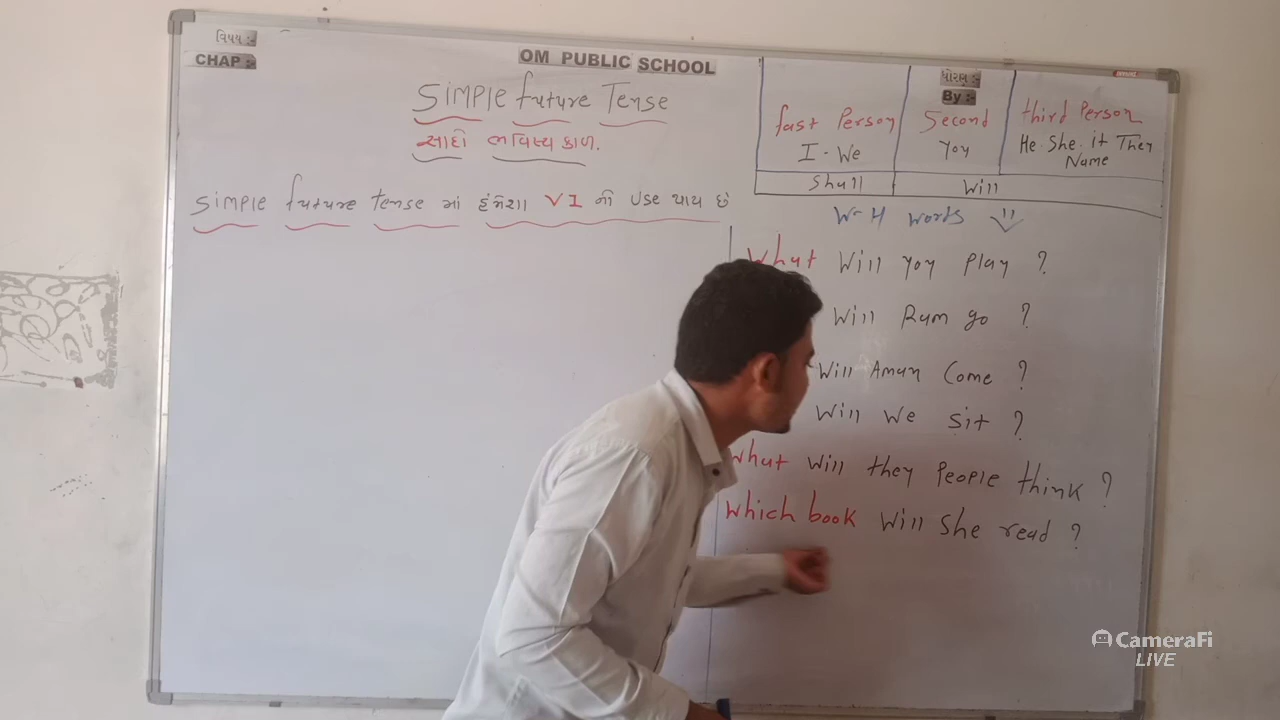 વિષય :-
CHAP :-
OM PUBLIC SCHOOL
ધોરણ :-
By :-
Simple future Tense
સાદો ભવિષ્ય કાળ.
Simple future tense માં હંમેશા V1 નો use થાય છે
fast Person
I - We
Second
You
third Person
He. She. it They
Name
Shall
Will
W-H words
What Will you Play ?
Will Ram go ?
Will Aman Come ?
Will We sit ?
What will they People think ?
Which book will She read ?
CameraFi
LIVE